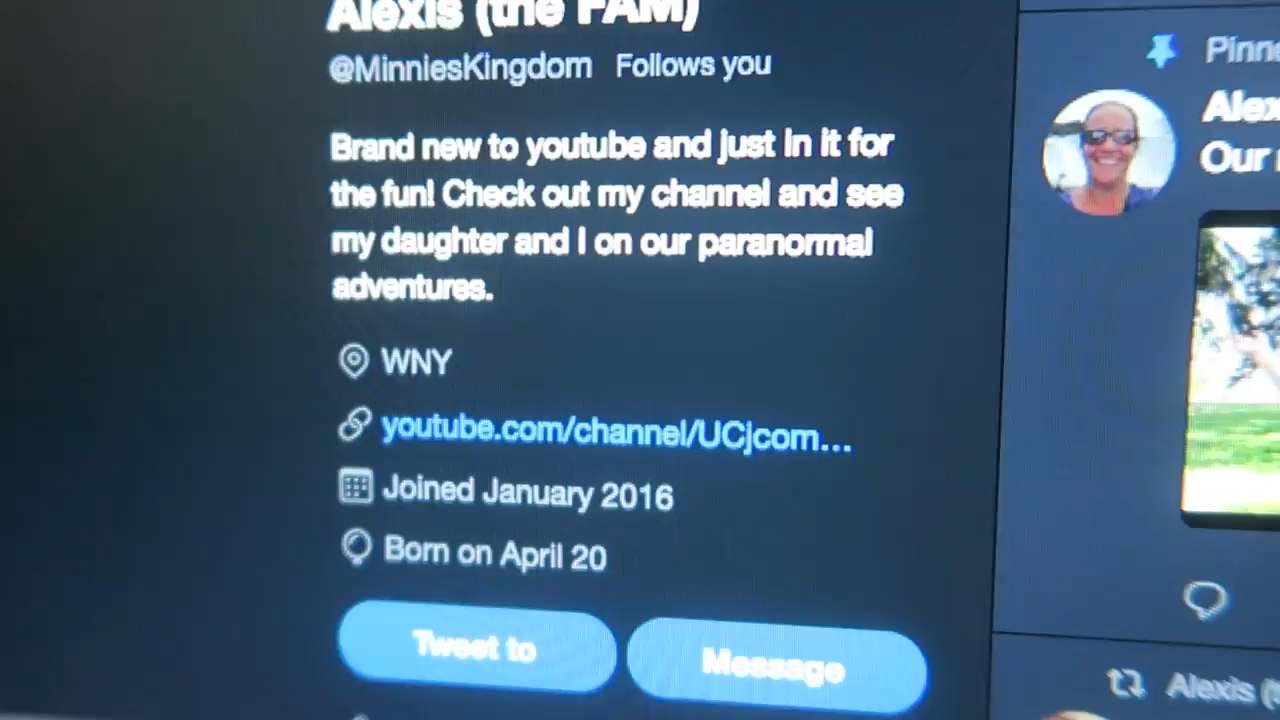 Alexis (the FAM)
@MinniesKingdom Follows you
Brand new to youtube and just in it for
the fun! Check out my channel and see
my daughter and I on our paranormal
adventures.
WNY
youtube.com/channel/UCjcom...
Joined January 2016
Born on April 20
Tweet to
Message
Pinne
Alex
Our
Alexis (